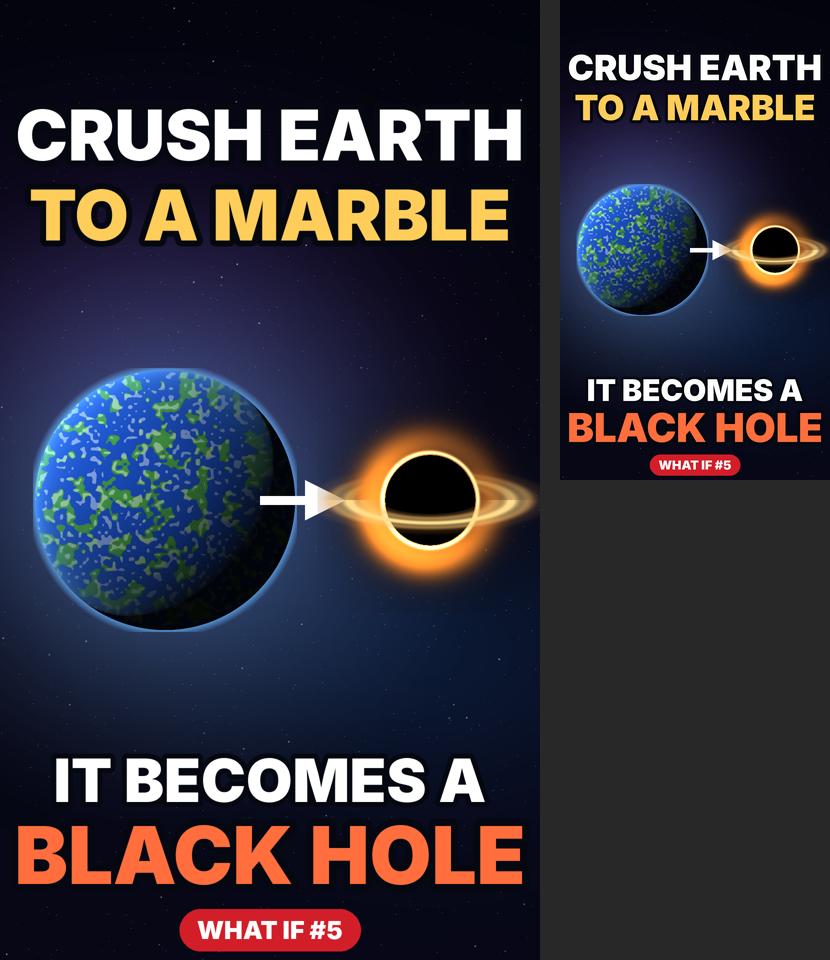 CRUSH EARTH
TO A MARBLE
IT BECOMES A
BLACK HOLE
WHAT IF #5
CRUSH EARTH
TO A MARBLE
IT BECOMES A
BLACK HOLE
WHAT IF #5